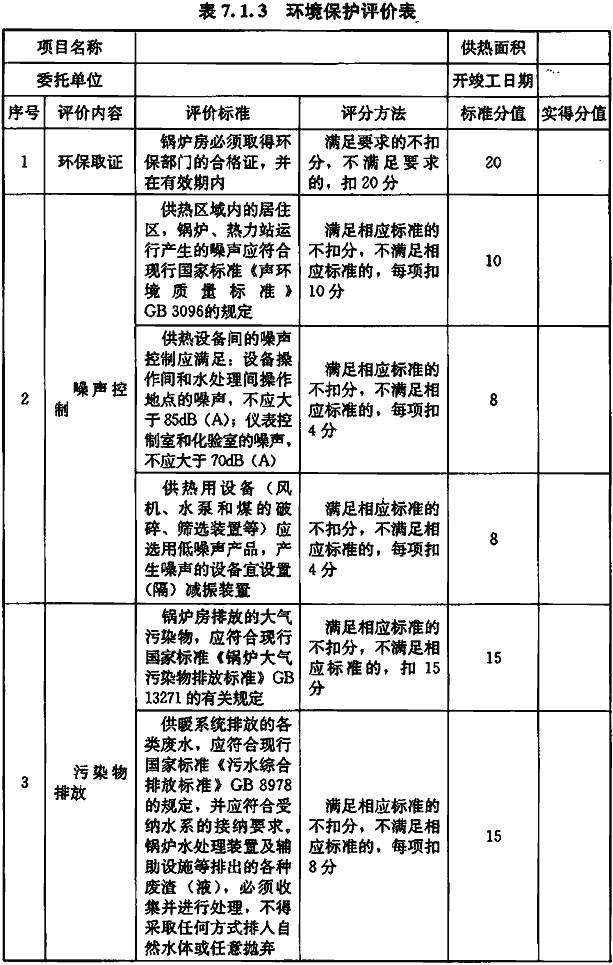 表 7.1.3 环境保护评价表
项目名称 供热面积
委托单位 开竣工日期
序号 评价内容 评价标准 评分方法 标准分值 实得分值
1 环保取证
锅炉房必须取得环
保部门的合格证，并
在有效期内
满足要求的不扣
分，不满足要求
的，扣20分
20
2 噪声控
制
供热区域内的居住
区，锅炉、热力站运
行产生的噪声应符合
现行国家标准《声环
境质量标准》
GB 3096的规定
满足相应标准的
不扣分，不满足相
应标准的，每项扣
10分
10
供热设备间的噪声
控制应满足：设备操
作间和水处理间操作
地点的噪声，不应大
于85dB（A）；仪表控
制室和化验室的噪声，
不应大于70dB（A）
满足相应标准的
不扣分，不满足相
应标准的，每项扣
4分
8
供热用设备（风
机、水泵和煤的破
碎、筛选装置等）应
选用低噪声产品，产
生噪声的设备宜设置
（隔）减振装置
满足相应标准的
不扣分，不满足相
应标准的，每项扣
4分
8
3 污染物
排放
锅炉房排放的大气
污染物，应符合现行
国家标准《锅炉大气
污染物排放标准》GB
13271的有关规定
满足相应标准的
不扣分，不满足相
应标准的，扣15
分
15
供暖系统排放的各
类废水，应符合现行
国家标准《污水综合
排放标准》GB 8978
的规定，并应符合受
纳水系的接纳要求，
锅炉水处理装置及辅
助设施等排出的各种
废渣（液），必须收
集并进行处理，不得
采取任何方式排人自
然水体或任意抛弃
满足相应标准的
不扣分，不满足相
应标准的，每项扣
8分
15